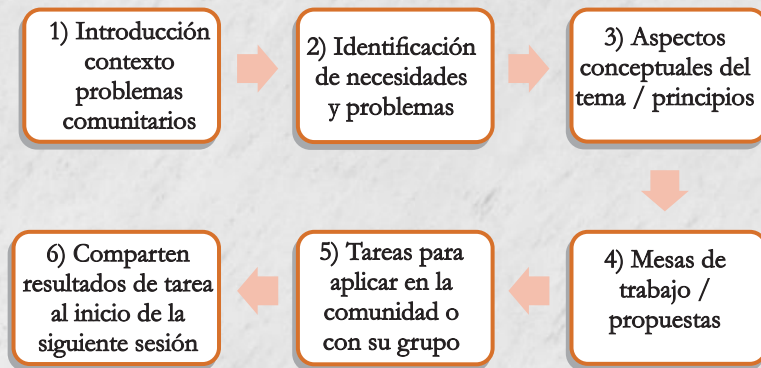 1) Introducción
contexto
problemas
comunitarios
2) Identificación
de necesidades
y problemas
3) Aspectos
conceptuales del
tema / principios
4) Mesas de
trabajo /
propuestas
5) Tareas para
aplicar en la
comunidad o
con su grupo
6) Comparten
resultados de tarea
al inicio de la
siguiente sesión